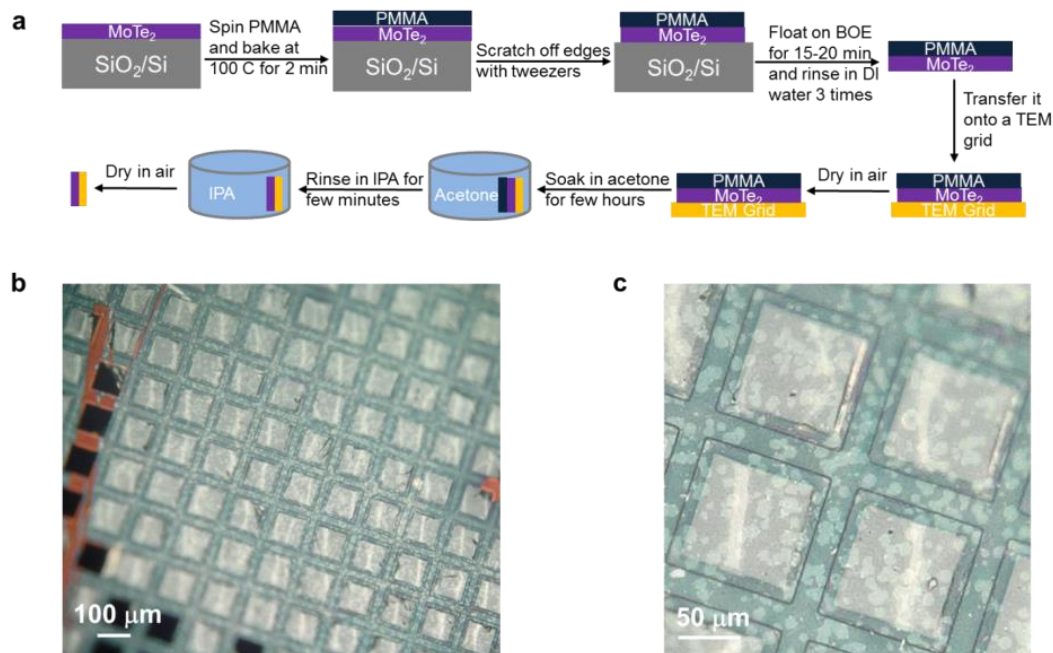 a
MoTe₂
SiO₂/Si
Spin PMMA
and bake at
100 C for 2 min
PMMA
MoTe₂
SiO₂/Si
Scratch off edges
with tweezers
PMMA
MoTe₂
SiO₂/Si
Float on BOE
for 15-20 min
and rinse in DI
water 3 times
PMMA
MoTe₂
Transfer it
onto a TEM
grid
PMMA
MoTe₂
TEM Grid
Dry in air
PMMA
MoTe₂
TEM Grid
Soak in acetone
for few hours
Acetone
Rinse in IPA for
few minutes
IPA
Dry in air
b
100 μm
c
50 μm